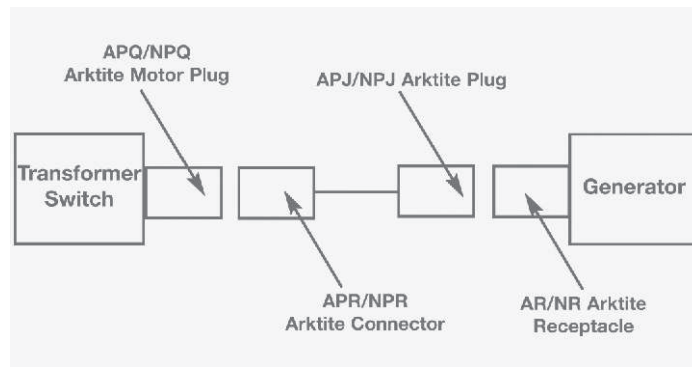 APQ/NPQ
Arktite Motor Plug
APJ/NPJ Arktite Plug
Transformer
Switch
Generator
APR/NPR
Arktite Connector
AR/NR Arktite
Receptacle